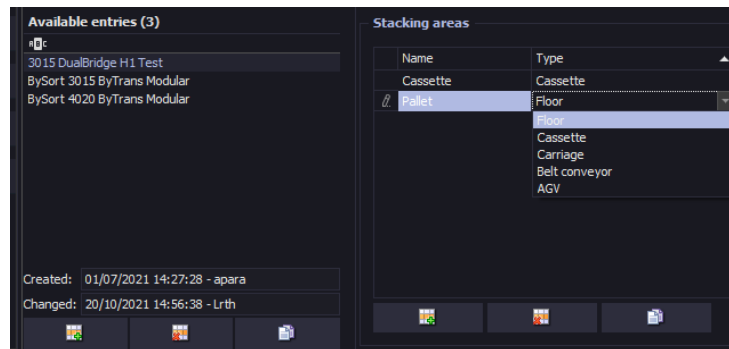 Available entries (3)
ABC
3015 DualBridge H1 Test
BySort 3015 ByTrans Modular
BySort 4020 ByTrans Modular
Created: 01/07/2021 14:27:28 - apara
Changed: 20/10/2021 14:56:38 - Lrth
Stacking areas
Name Type
Cassette Cassette
Pallet Floor
Floor
Cassette
Carriage
Belt conveyor
AGV